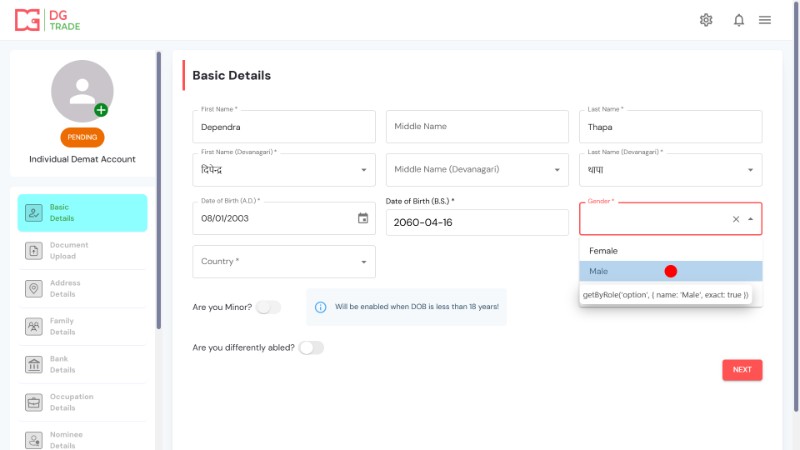 DG
TRADE
PENDING
Individual Demat Account
Basic
Details
Document
Upload
Address
Details
Family
Details
Bank
Details
Occupation
Details
Nominee
Details
Basic Details
First Name *
Dependra
Middle Name
Last Name *
Thapa
First Name (Devanagari) *
दिपेन्द्र
Middle Name (Devanagari)
Last Name (Devanagari) *
थापा
Date of Birth (A.D.) *
08/01/2003
Date of Birth (B.S.) *
2060-04-16
Gender *
Female
Male
getByRole('option', { name: 'Male', exact: true })
Country *
Are you Minor?
Will be enabled when DOB is less than 18 years!
Are you differently abled?
NEXT